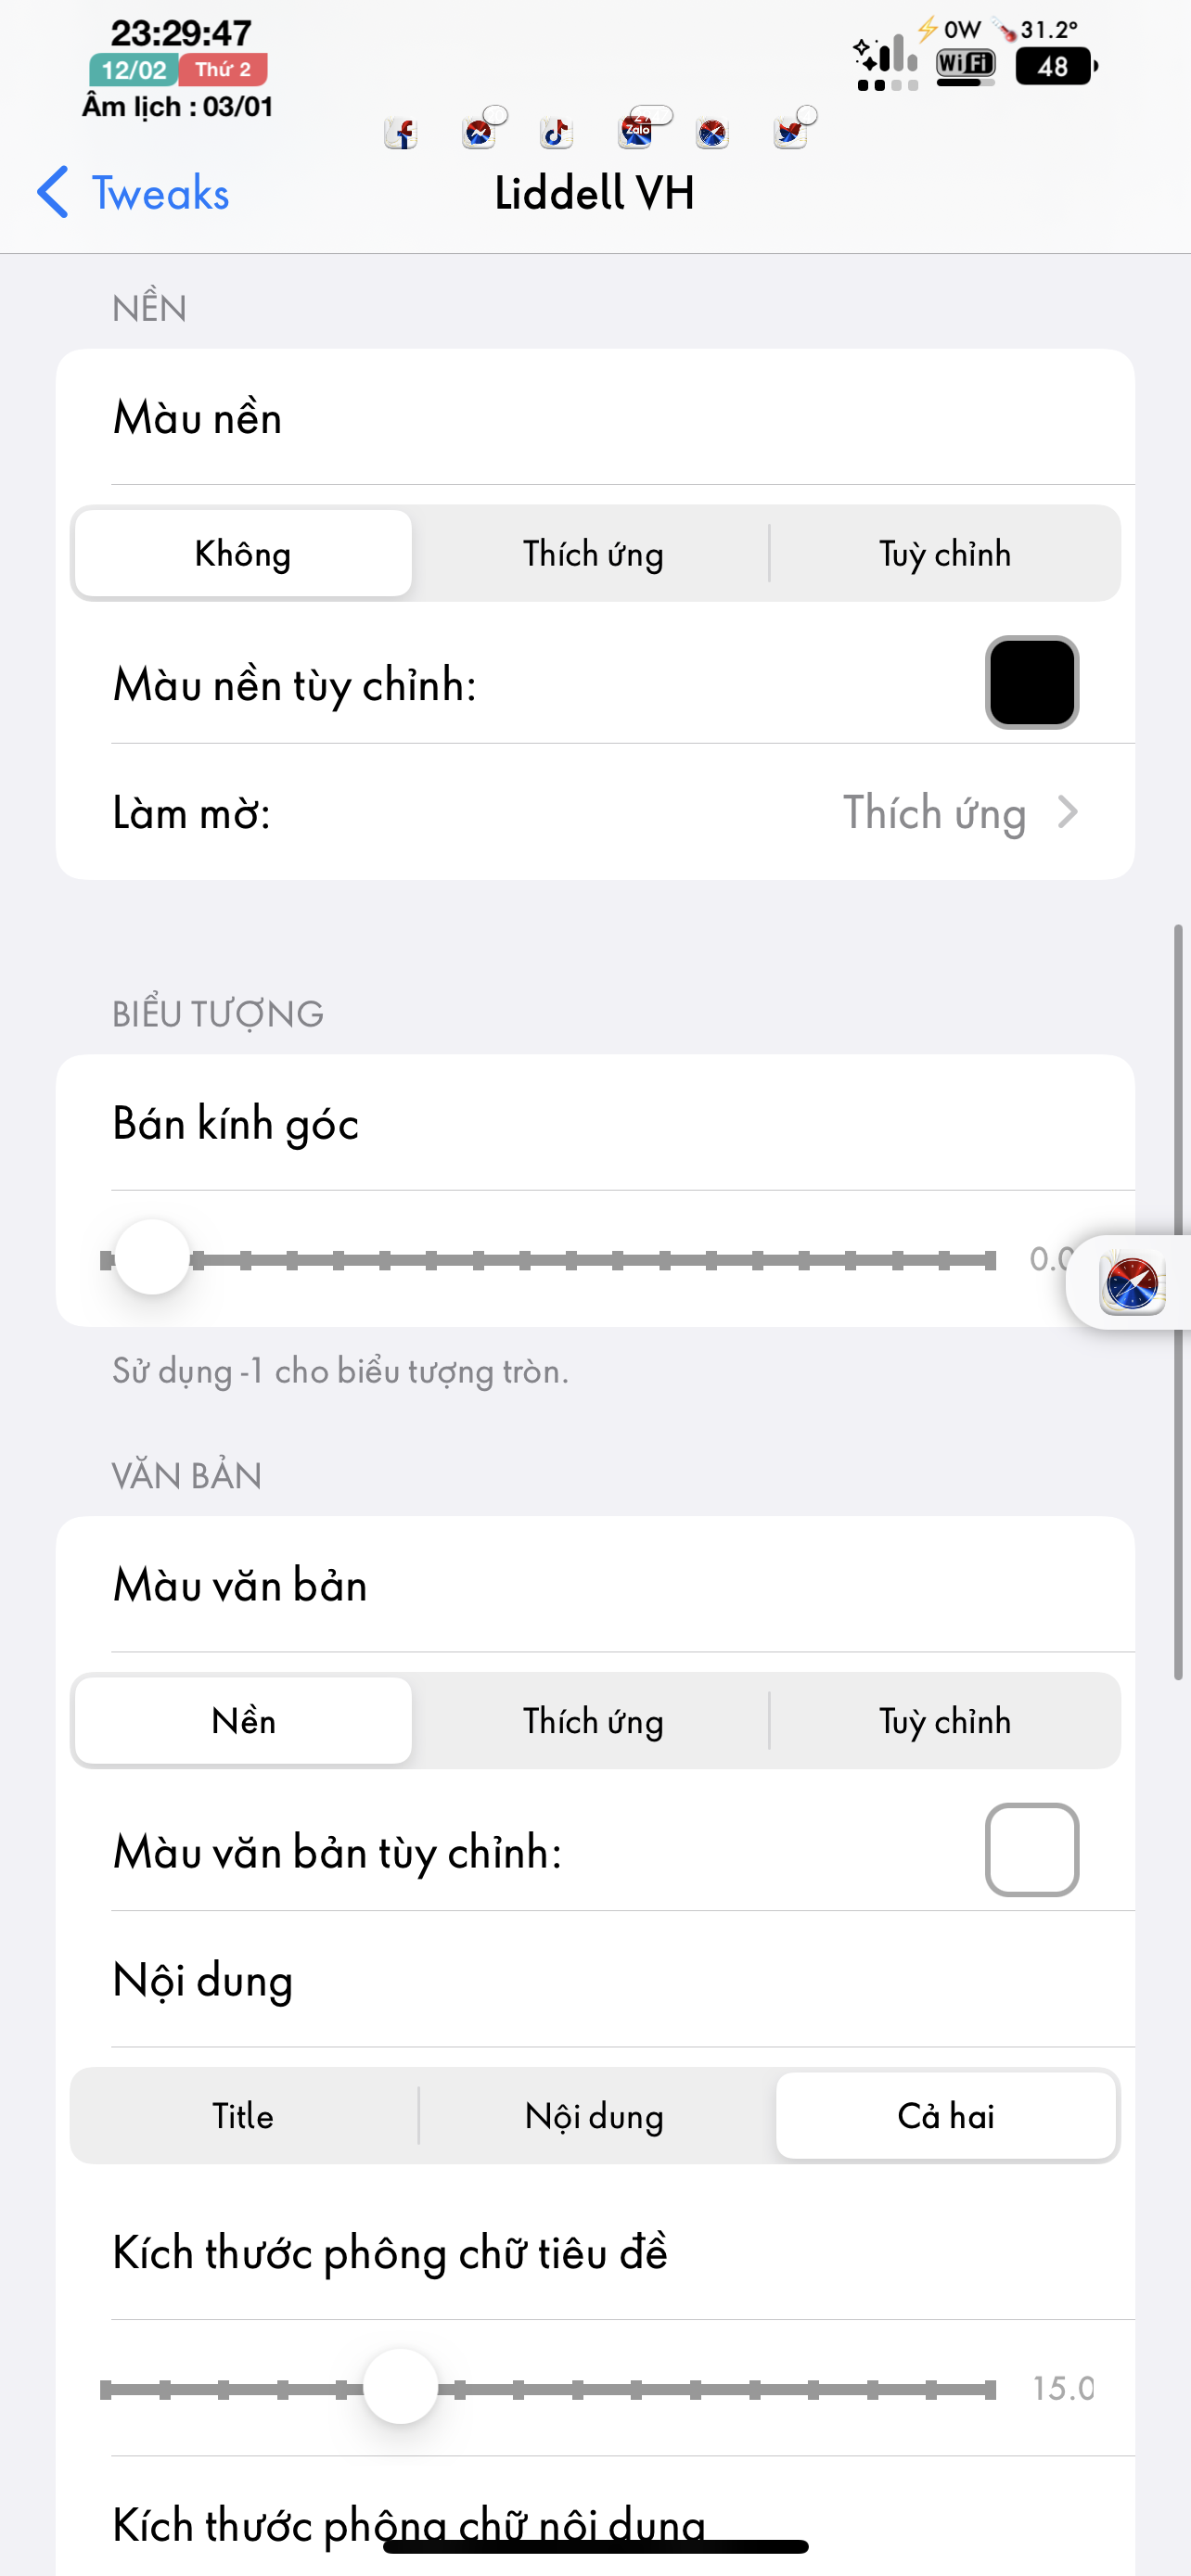 23:29:47
⚡0W 🌡31.2°
12/02 Thứ 2
WiFi 48
Âm lịch : 03/01
Zalo
Tweaks Liddell VH
NỀN
Màu nền
Không Thích ứng Tuỳ chỉnh
Màu nền tùy chỉnh:
Làm mờ: Thích ứng
BIỂU TƯỢNG
Bán kính góc
Sử dụng -1 cho biểu tượng tròn.
VĂN BẢN
Màu văn bản
Nền Thích ứng Tuỳ chỉnh
Màu văn bản tùy chỉnh:
Nội dung
Title Nội dung Cả hai
Kích thước phông chữ tiêu đề
15.0
Kích thước phông chữ nội dung